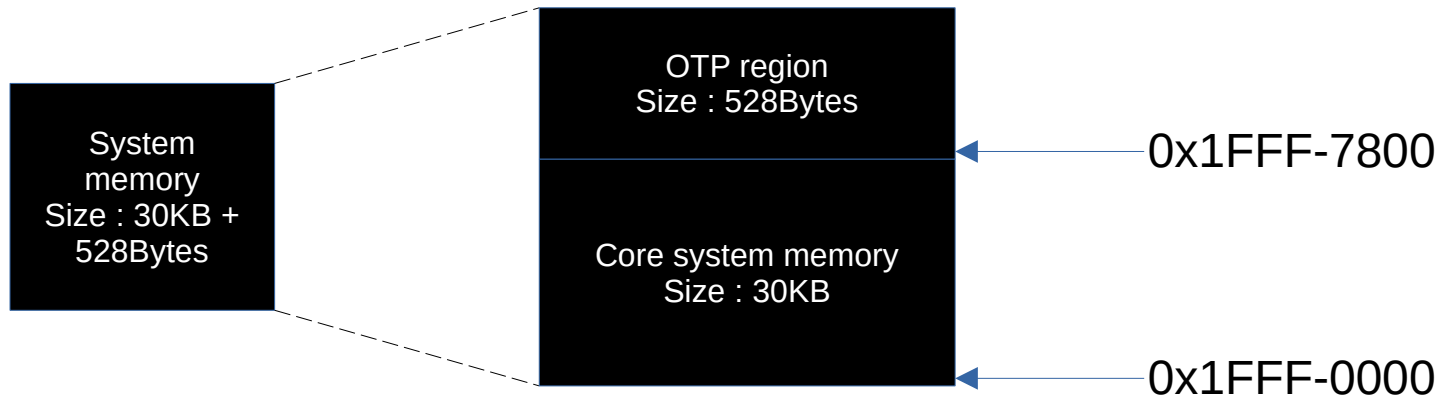 System
memory
Size : 30KB +
528Bytes
OTP region
Size : 528Bytes
0x1FFF-7800
Core system memory
Size : 30KB
0x1FFF-0000